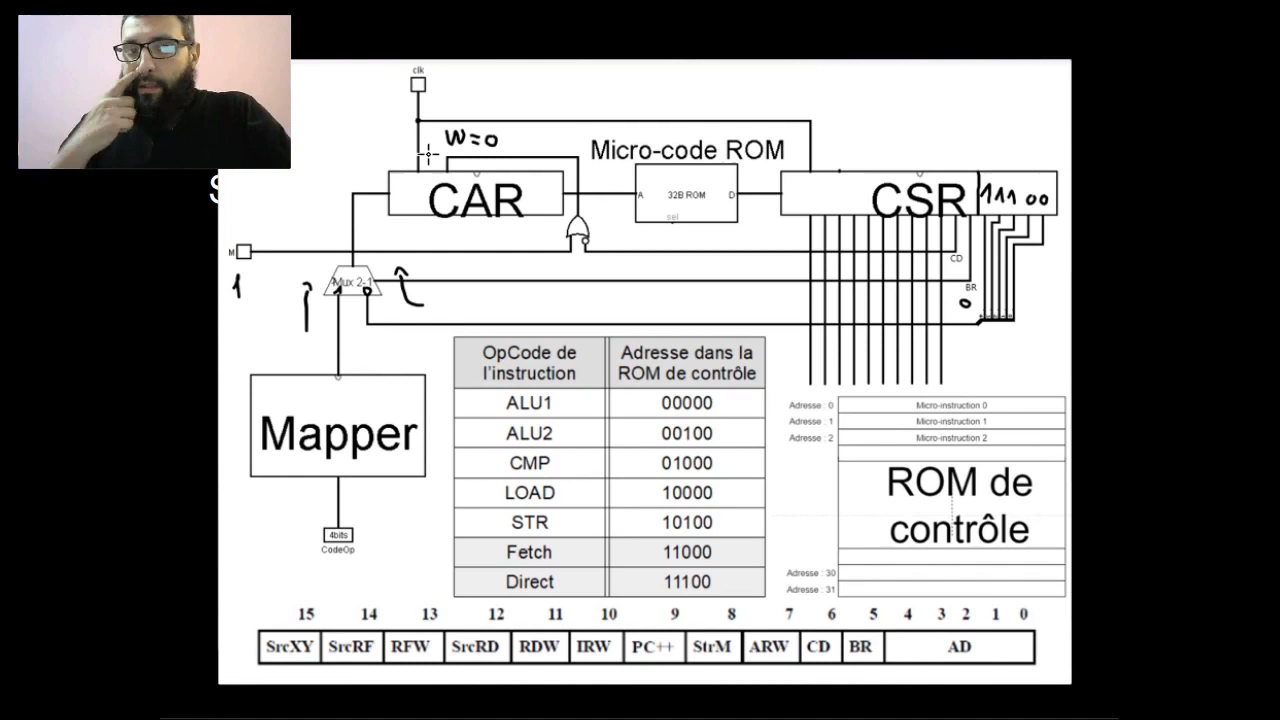 clk
W=0
Micro-code ROM
CAR
A 32B ROM D
sel
CSR 111 00
M
CD
1
Mux 2-1
1 0
BR
0
Mapper
4bits
CodeOp
OpCode de l'instruction Adresse dans la ROM de contrôle
ALU1 00000
ALU2 00100
CMP 01000
LOAD 10000
STR 10100
Fetch 11000
Direct 11100
Adresse : 0 Micro-instruction 0
Adresse : 1 Micro-instruction 1
Adresse : 2 Micro-instruction 2
ROM de
contrôle
Adresse : 30
Adresse : 31
15 14 13 12 11 10 9 8 7 6 5 4 3 2 1 0
SrcXY SrcRF RFW SrcRD RDW IRW PC++ StrM ARW CD BR AD